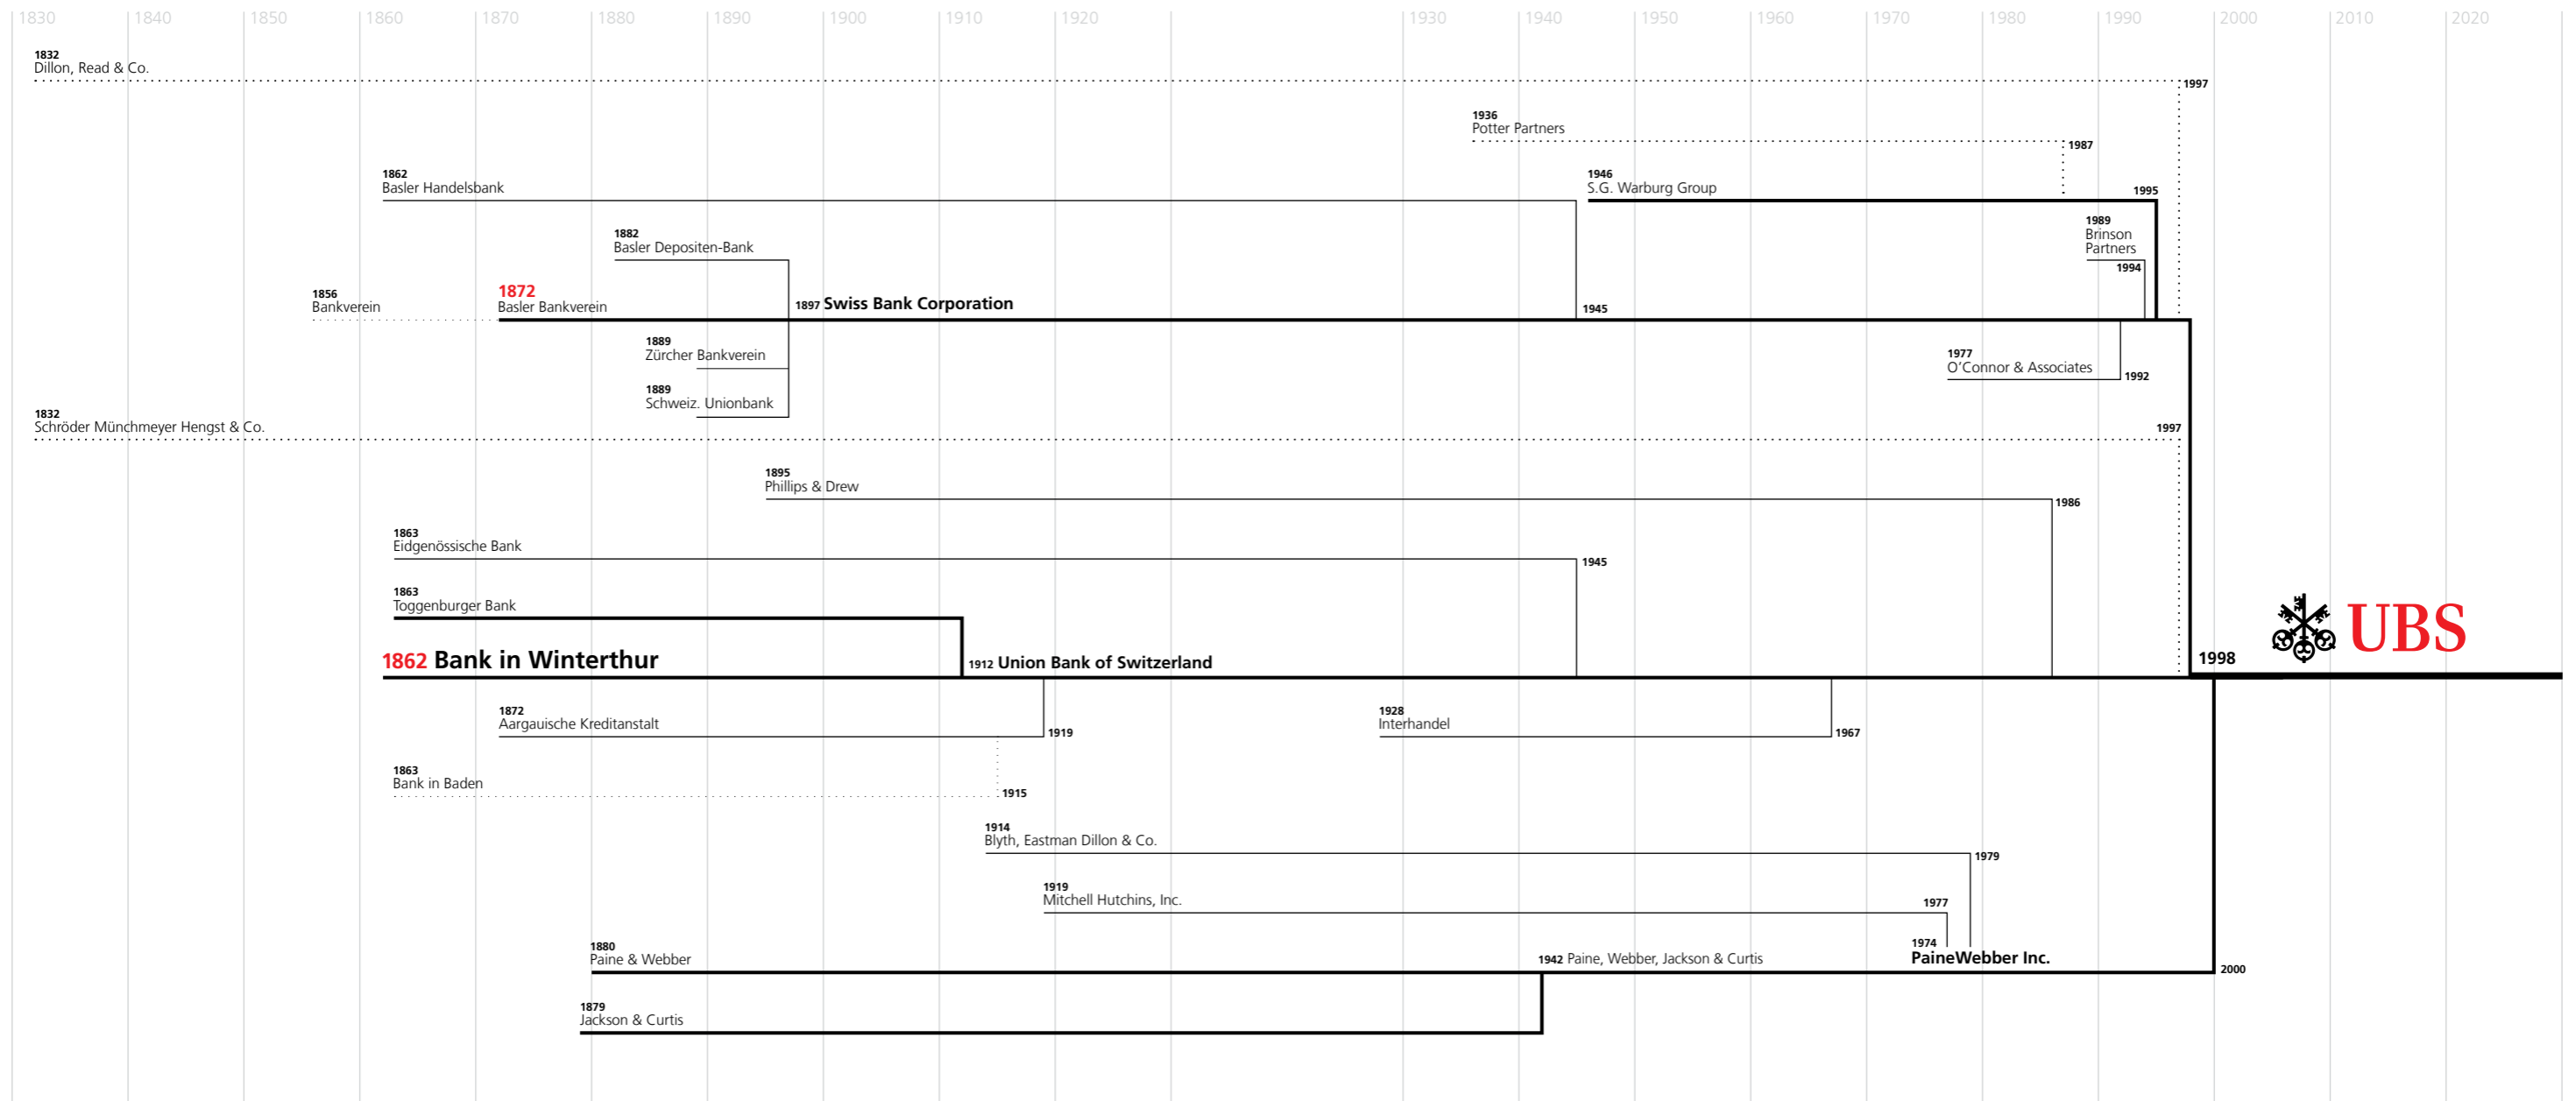 1830 1840 1850 1860 1870 1880 1890 1900 1910 1920 1930 1940 1950 1960 1970 1980 1990 2000 2010 2020
1832
Dillon, Read & Co.
1997
1936
Potter Partners
1987
1862
Basler Handelsbank
1946
S.G. Warburg Group
1995
1882
Basler Depositen-Bank
1989
Brinson
Partners
1994
1856
Bankverein
1872
Basler Bankverein
1897 Swiss Bank Corporation
1945
1889
Zürcher Bankverein
1977
O’Connor & Associates
1992
1889
Schweiz. Unionbank
1832
Schröder Münchmeyer Hengst & Co.
1997
1895
Phillips & Drew
1986
1863
Eidgenössische Bank
1945
1863
Toggenburger Bank
1862 Bank in Winterthur
1912 Union Bank of Switzerland
1998
UBS
1872
Aargauische Kreditanstalt
1919
1928
Interhandel
1967
1863
Bank in Baden
1915
1914
Blyth, Eastman Dillon & Co.
1979
1919
Mitchell Hutchins, Inc.
1977
1880
Paine & Webber
1942 Paine, Webber, Jackson & Curtis
1974
PaineWebber Inc.
2000
1879
Jackson & Curtis